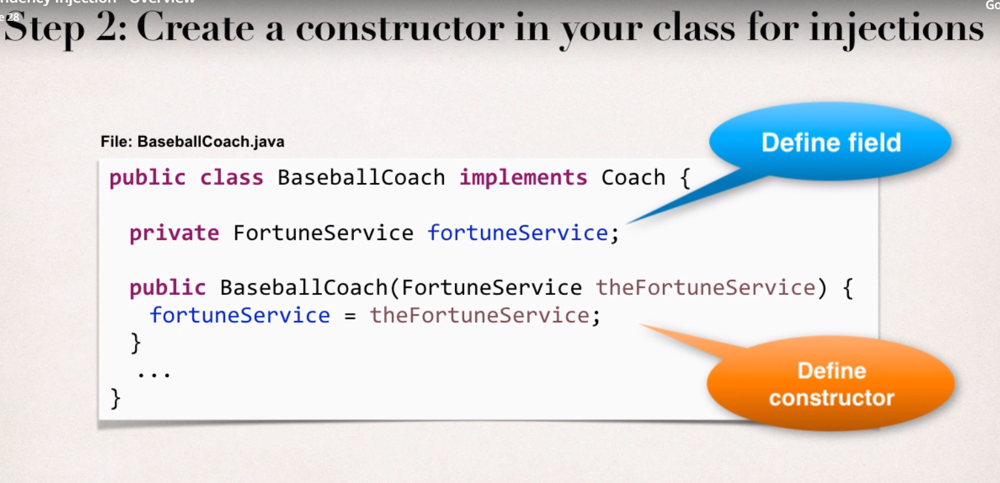 Injection - Overview
Go
28
Step 2: Create a constructor in your class for injections
Define field
File: BaseballCoach.java
public class BaseballCoach implements Coach {
private FortuneService fortuneService;
public BaseballCoach(FortuneService theFortuneService) {
fortuneService = theFortuneService;
}
...
}
Define
constructor